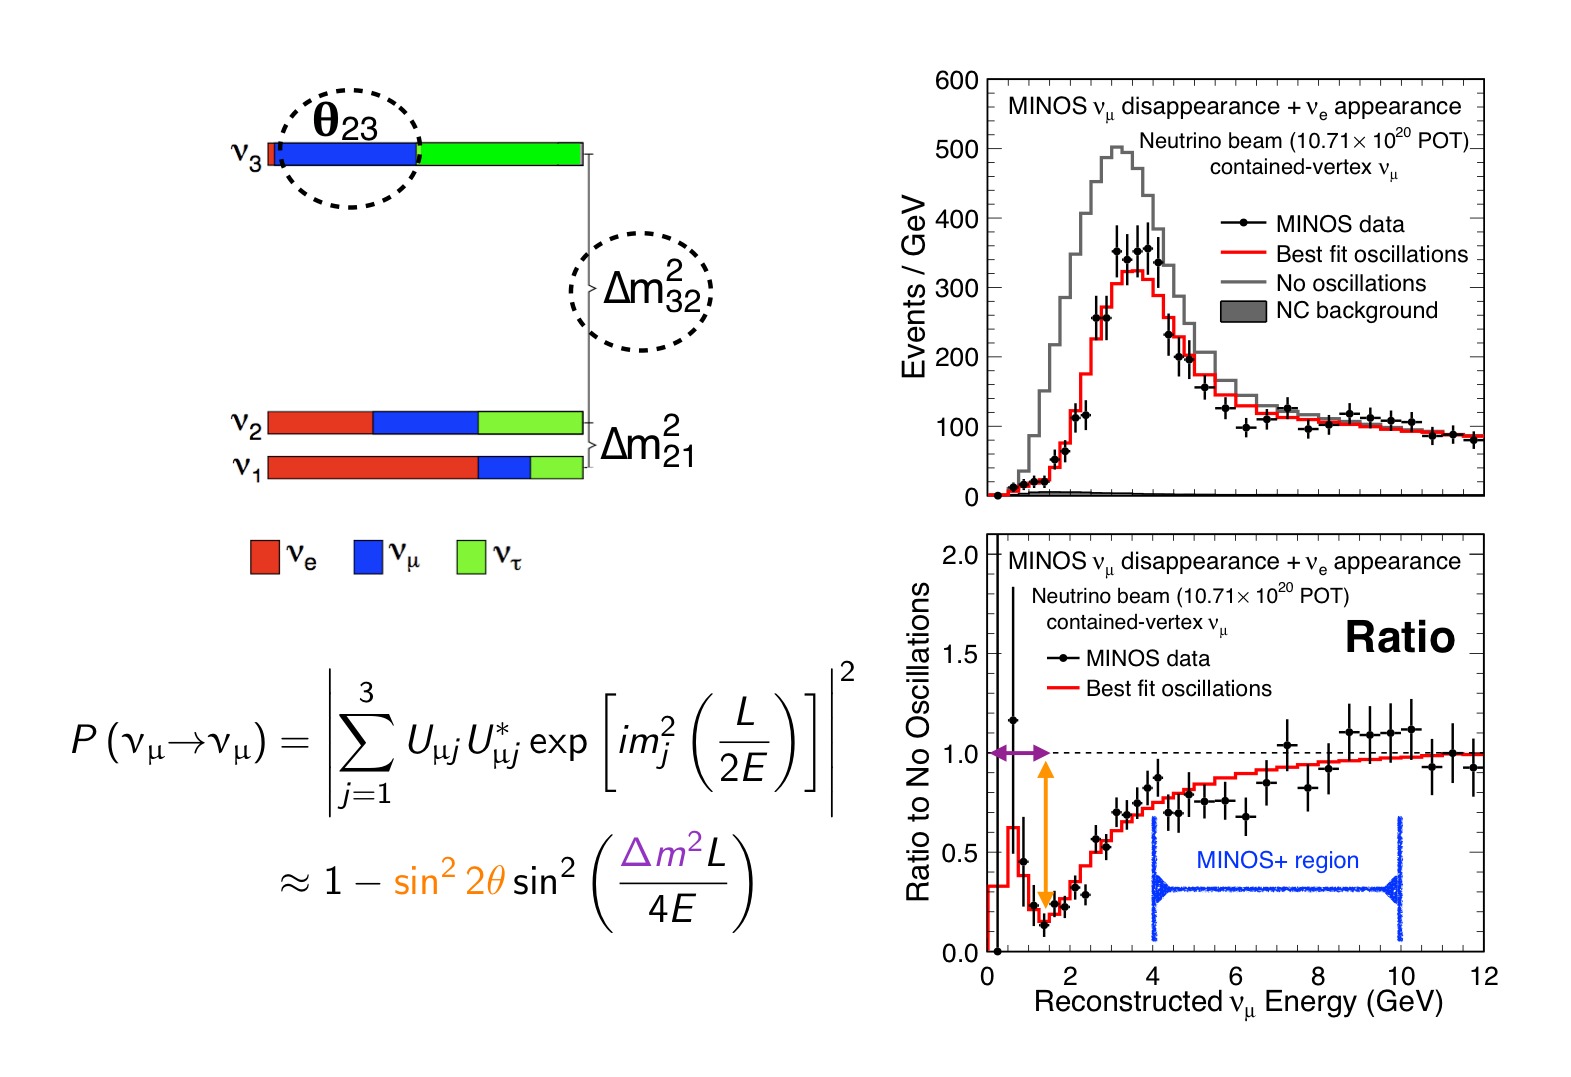 θ23
ν3
Δm²32
ν2
Δm²21
ν1
νe νμ ντ
P (νμ→νμ) = |∑³j=1 Uμj U*μj exp [im²j (L/2E)]|²
≈ 1 − sin² 2θ sin² (Δm²L/4E)
600
500
400
300
200
100
0
Events / GeV
MINOS νμ disappearance + νe appearance
Neutrino beam (10.71× 10²⁰ POT)
contained-vertex νμ
MINOS data
Best fit oscillations
No oscillations
NC background
2.0
1.5
1.0
0.5
0.0
Ratio to No Oscillations
MINOS νμ disappearance + νe appearance
Neutrino beam (10.71× 10²⁰ POT)
contained-vertex νμ
Ratio
MINOS data
Best fit oscillations
MINOS+ region
0 2 4 6 8 10 12
Reconstructed νμ Energy (GeV)